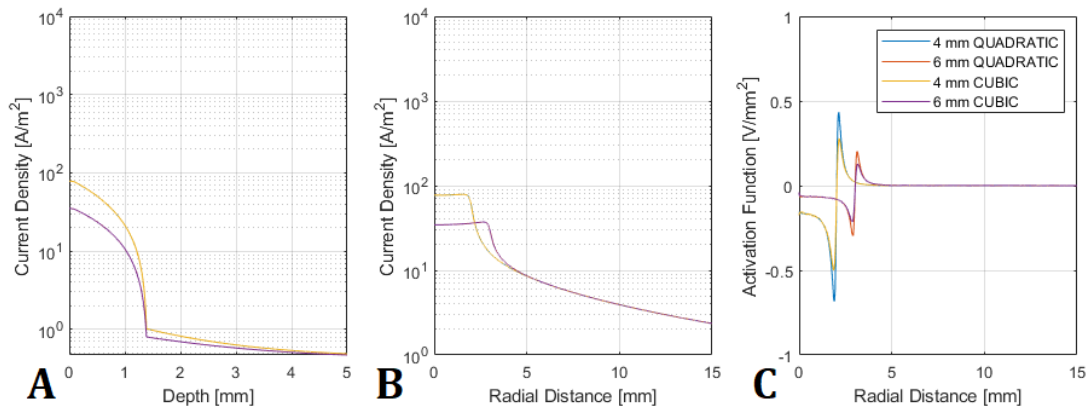 10^4
10^3
10^2
10^1
10^0
Current Density [A/m^2]
0
1
2
3
4
5
Depth [mm]
A
10^4
10^3
10^2
10^1
10^0
Current Density [A/m^2]
0
5
10
15
Radial Distance [mm]
B
1
0.5
0
-0.5
-1
Activation Function [V/mm^2]
4 mm QUADRATIC
6 mm QUADRATIC
4 mm CUBIC
6 mm CUBIC
0
5
10
15
Radial Distance [mm]
C